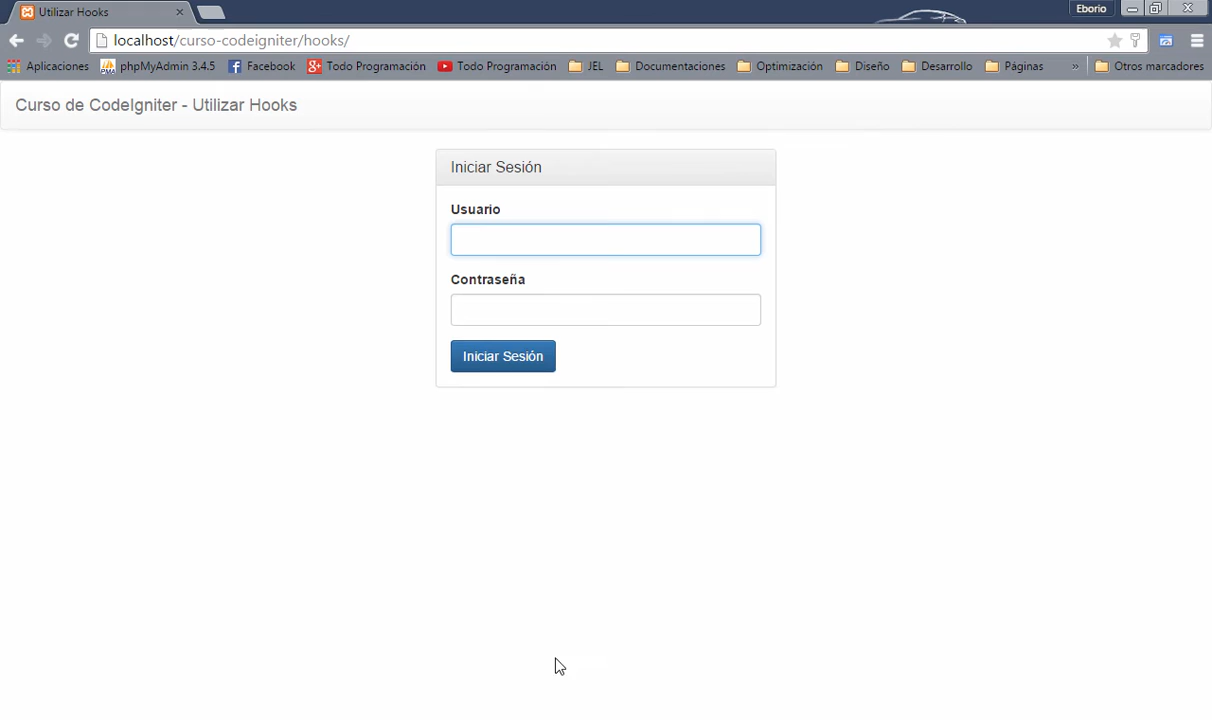 Utilizar Hooks
Eborio
localhost/curso-codeigniter/hooks/
Aplicaciones phpMyAdmin 3.4.5 Facebook Todo Programación Todo Programación JEL Documentaciones Optimización Diseño Desarrollo Páginas » Otros marcadores
Curso de CodeIgniter - Utilizar Hooks
Iniciar Sesión
Usuario
Contraseña
Iniciar Sesión